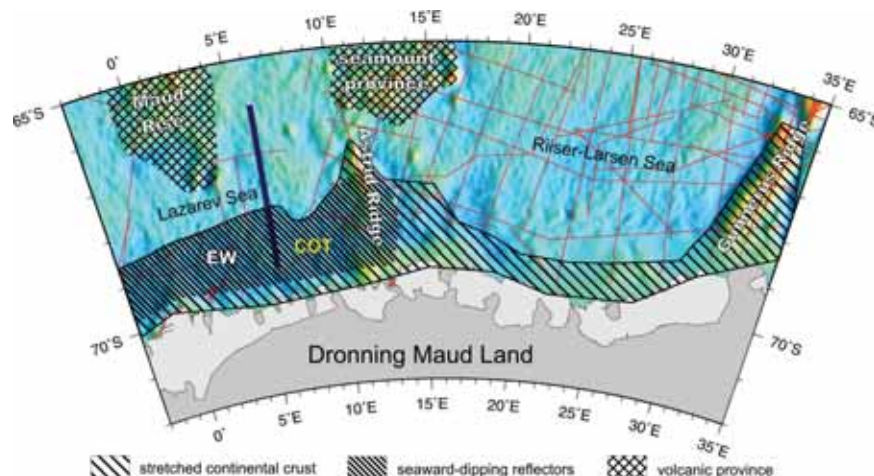 0° 5°E 10°E 15°E 20°E 25°E 30°E 35°E
65°S 65°S
Maud
Rise
seamount
province
Riiser-Larsen Sea
Lazarev Sea
Astrid Ridge
Gunnerus Ridge
EW COT
70°S 70°S
Dronning Maud Land
0° 5°E 10°E 15°E 20°E 25°E 30°E 35°E
stretched continental crust seaward-dipping reflectors volcanic province